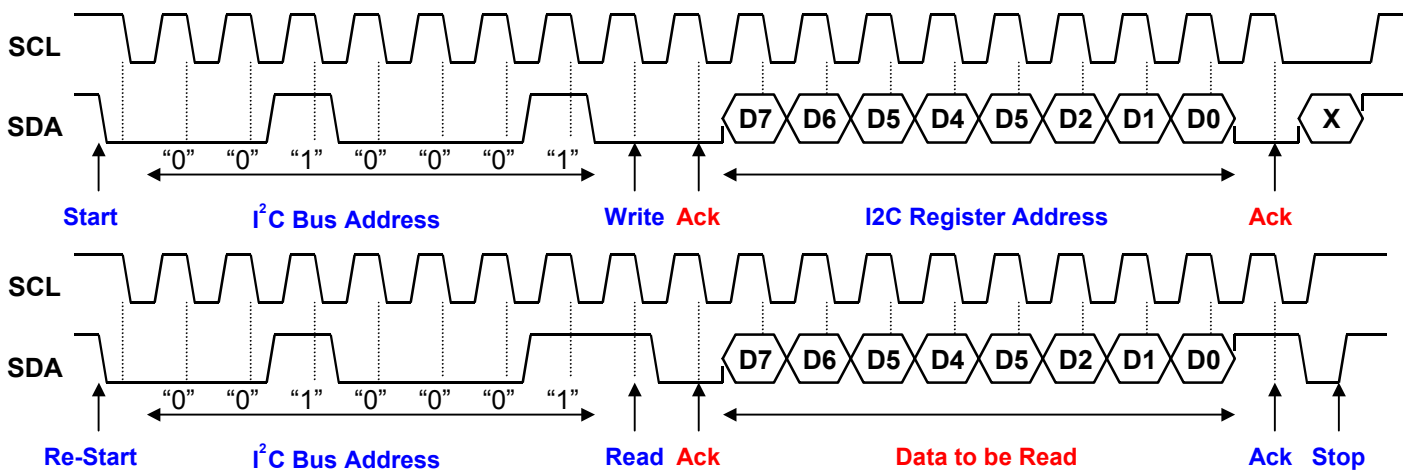 SCL
SDA D7 D6 D5 D4 D5 D2 D1 D0 X
“0” “0” “1” “0” “0” “0” “1”
Start I²C Bus Address Write Ack I2C Register Address Ack
SCL
SDA D7 D6 D5 D4 D5 D2 D1 D0
“0” “0” “1” “0” “0” “0” “1”
Re-Start I²C Bus Address Read Ack Data to be Read Ack Stop